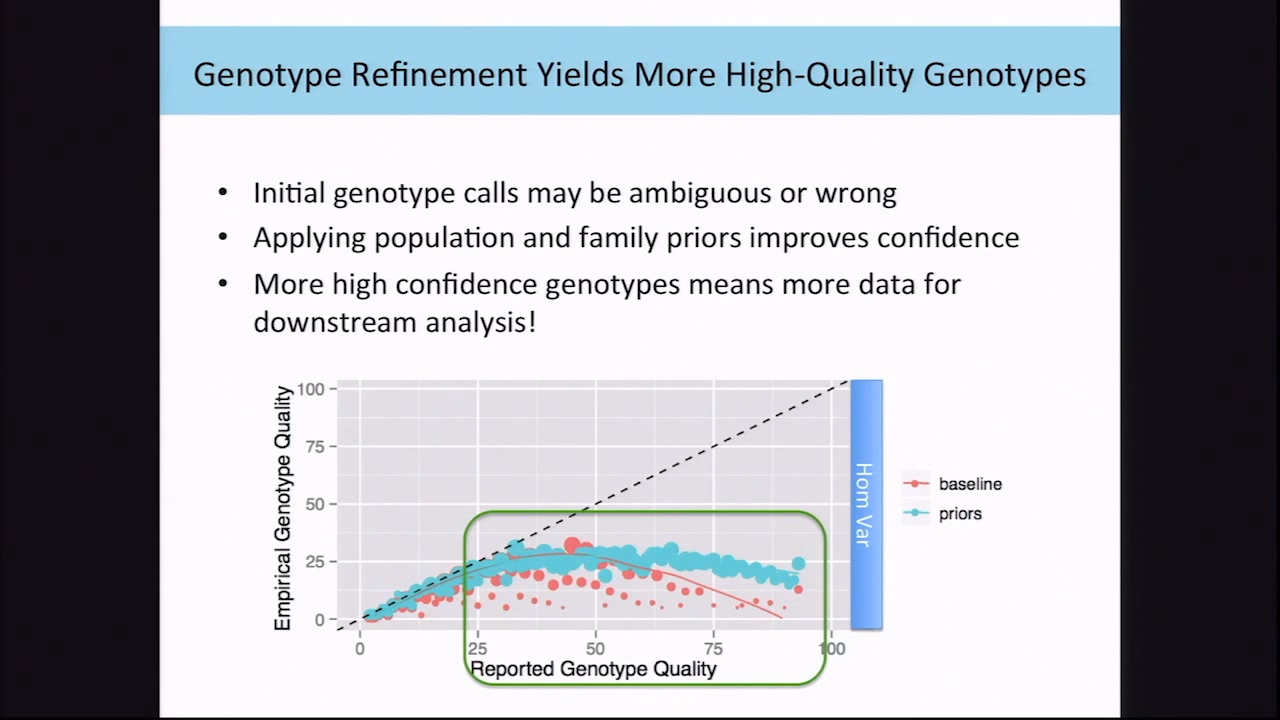 Genotype Refinement Yields More High-Quality Genotypes
• Initial genotype calls may be ambiguous or wrong
• Applying population and family priors improves confidence
• More high confidence genotypes means more data for
downstream analysis!
Empirical Genotype Quality
100
75
50
25
0
Hom Var
baseline
priors
0 25 50 75 100
Reported Genotype Quality